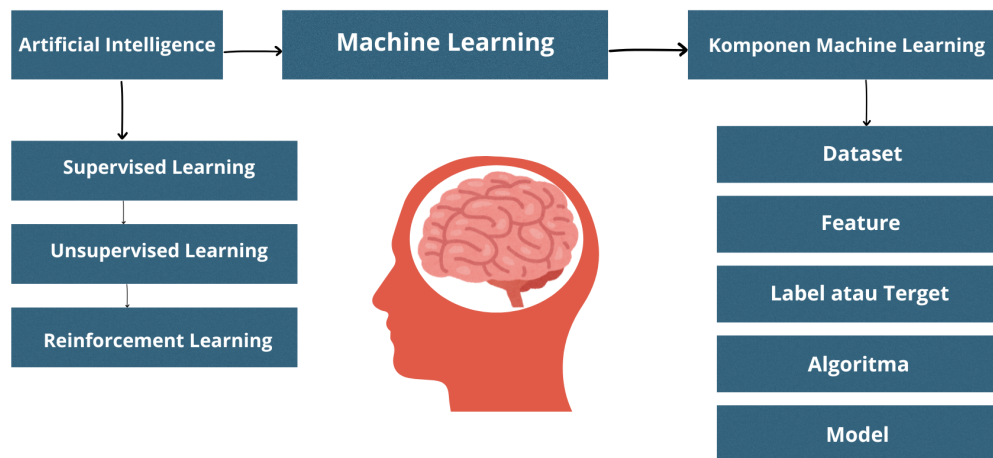 Artificial Intelligence
Machine Learning
Komponen Machine Learning
Supervised Learning
Unsupervised Learning
Reinforcement Learning
Dataset
Feature
Label atau Terget
Algoritma
Model